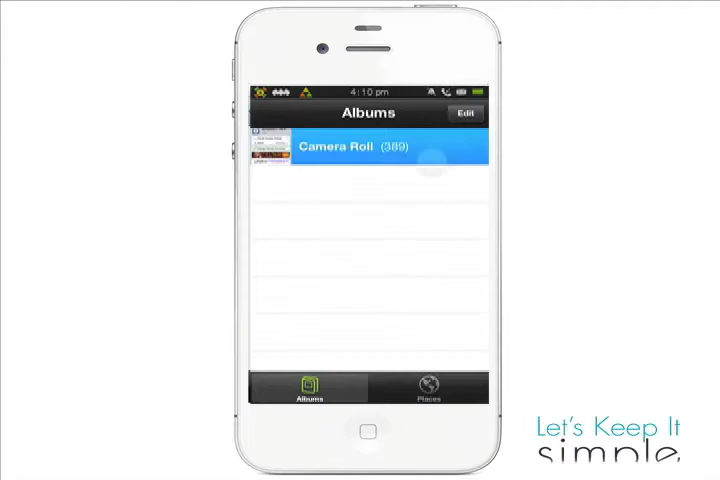 4:10 pm
Albums
Edit
Camera Roll (389)
Albums
Places
Let's Keep It
simple.